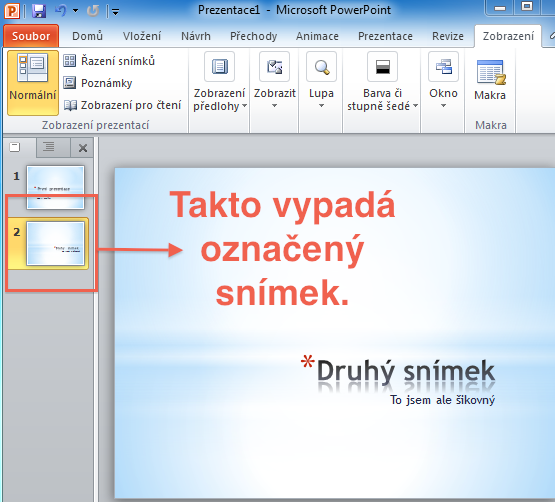 Prezentace1 - Microsoft PowerPoint
Soubor Domů Vložení Návrh Přechody Animace Prezentace Revize Zobrazení
Normální
Řazení snímků
Poznámky
Zobrazení pro čtení
Zobrazení prezentací
Zobrazení
předlohy
Zobrazit
Lupa
Barva či
stupně šedé
Okno
Makra
Makra
1
2
Takto vypadá
označený
snímek.
*Druhý snímek
To jsem ale šikovný